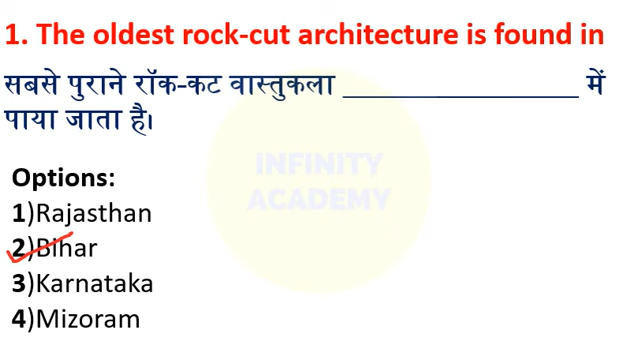 1. The oldest rock-cut architecture is found in
सबसे पुराने रॉक-कट वास्तुकला ____________________ में
पाया जाता है।
INFINITY
ACADEMY
Options:
1)Rajasthan
2)Bihar
3)Karnataka
4)Mizoram